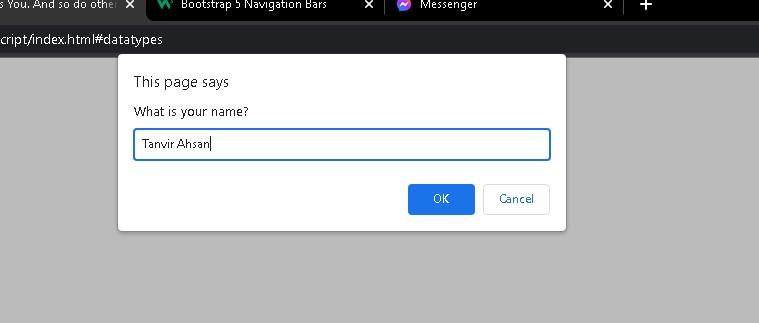 s You. And so do other
Bootstrap 5 Navigation Bars
Messenger
cript/index.html#datatypes
This page says
What is your name?
Tanvir Ahsan
OK
Cancel